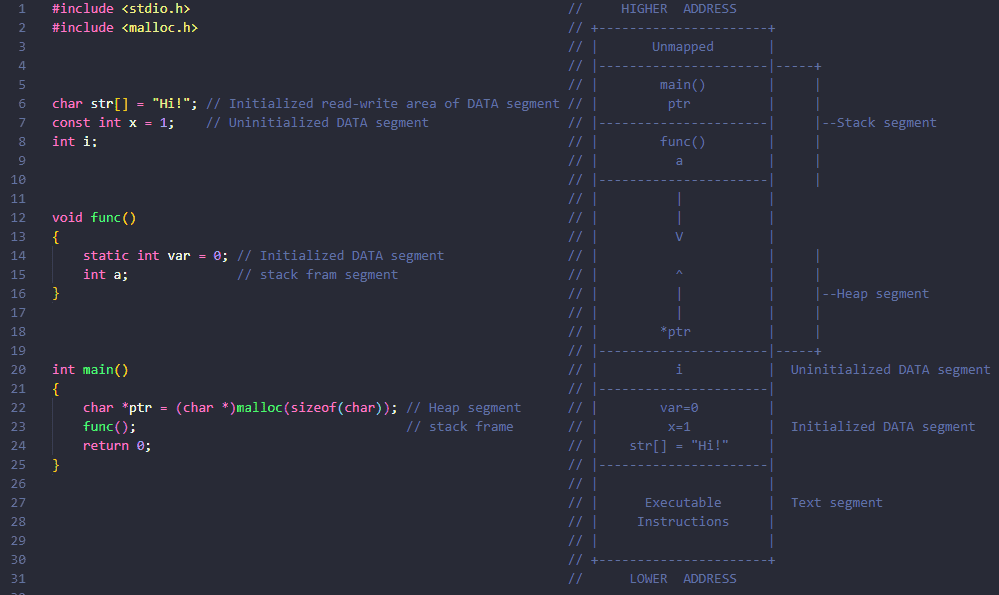 1   #include <stdio.h>                                                 //     HIGHER  ADDRESS
2   #include <malloc.h>                                                // +----------------------+
3                                                                      // |       Unmapped       |
4                                                                      // |----------------------|-----+
5                                                                      // |        main()        |     |
6   char str[] = "Hi!"; // Initialized read-write area of DATA segment // |         ptr          |     |
7   const int x = 1;    // Uninitialized DATA segment                  // |----------------------|     |--Stack segment
8   int i;                                                             // |        func()        |     |
9                                                                      // |          a           |     |
10                                                                     // |----------------------|     |
11                                                                     // |          |           |
12  void func()                                                        // |          |           |
13  {                                                                  // |          V           |
14      static int var = 0; // Initialized DATA segment                // |                      |     |
15      int a;              // stack fram segment                      // |          ^           |     |
16  }                                                                  // |          |           |     |--Heap segment
17                                                                     // |          |           |     |
18                                                                     // |        *ptr          |     |
19                                                                     // |----------------------|-----+
20  int main()                                                         // |          i           |  Uninitialized DATA segment
21  {                                                                  // |----------------------|
22      char *ptr = (char *)malloc(sizeof(char)); // Heap segment      // |        var=0         |
23      func();                                   // stack frame       // |         x=1          |  Initialized DATA segment
24      return 0;                                                      // |    str[] = "Hi!"     |
25  }                                                                  // |----------------------|
26                                                                     // |                      |
27                                                                     // |      Executable      |  Text segment
28                                                                     // |     Instructions     |
29                                                                     // |                      |
30                                                                     // +----------------------+
31                                                                     //      LOWER  ADDRESS